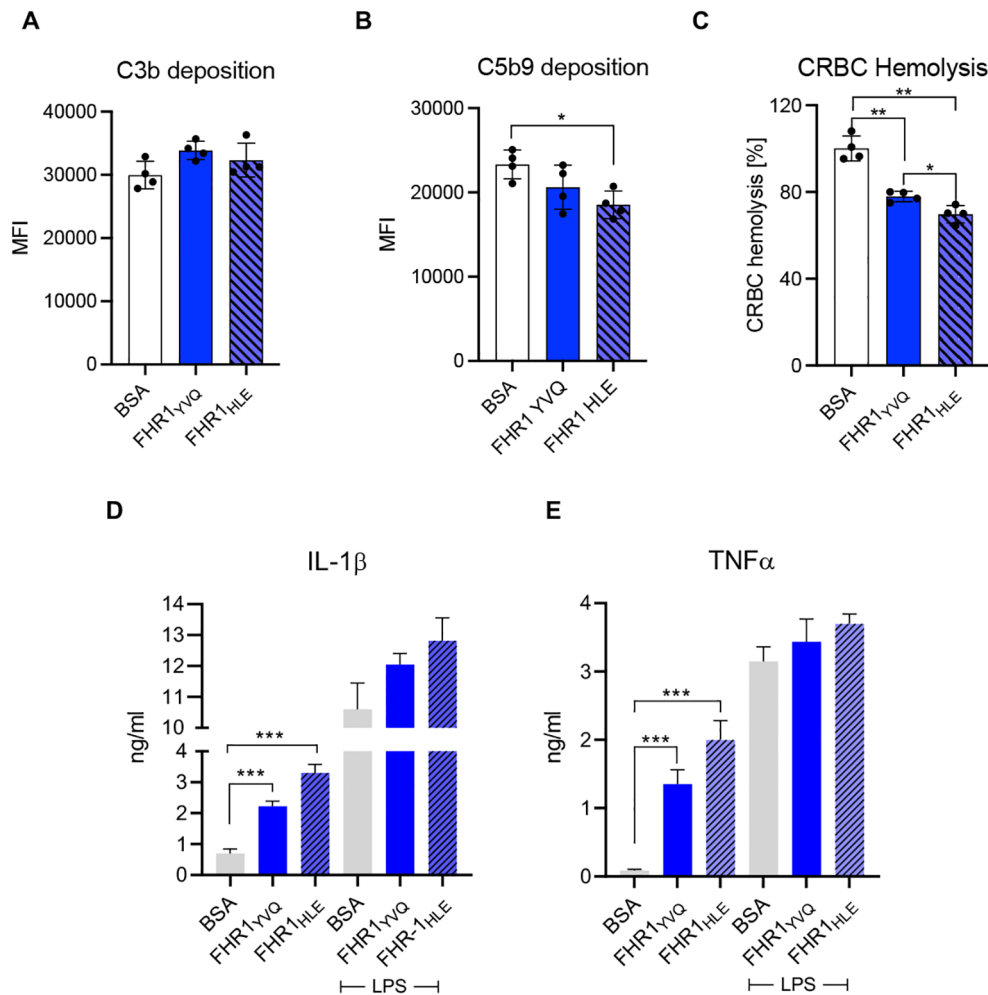 A
B
C
C3b deposition
C5b9 deposition
CRBC Hemolysis
40000
30000
20000
10000
0
MFI
BSA
FHR1YVQ
FHR1HLE
30000
20000
10000
0
MFI
*
BSA
FHR1 YVQ
FHR1 HLE
120
80
40
0
CRBC hemolysis [%]
**
**
*
BSA
FHR1YVQ
FHR1HLE
D
E
IL-1β
TNFα
14
13
12
11
10
4
3
2
1
0
ng/ml
***
***
BSA
FHR1YVQ
FHR1HLE
BSA
FHR1YVQ
FHR-1HLE
LPS
4
3
2
1
0
ng/ml
***
***
BSA
FHR1YVQ
FHR1HLE
BSA
FHR1YVQ
FHR1HLE
LPS